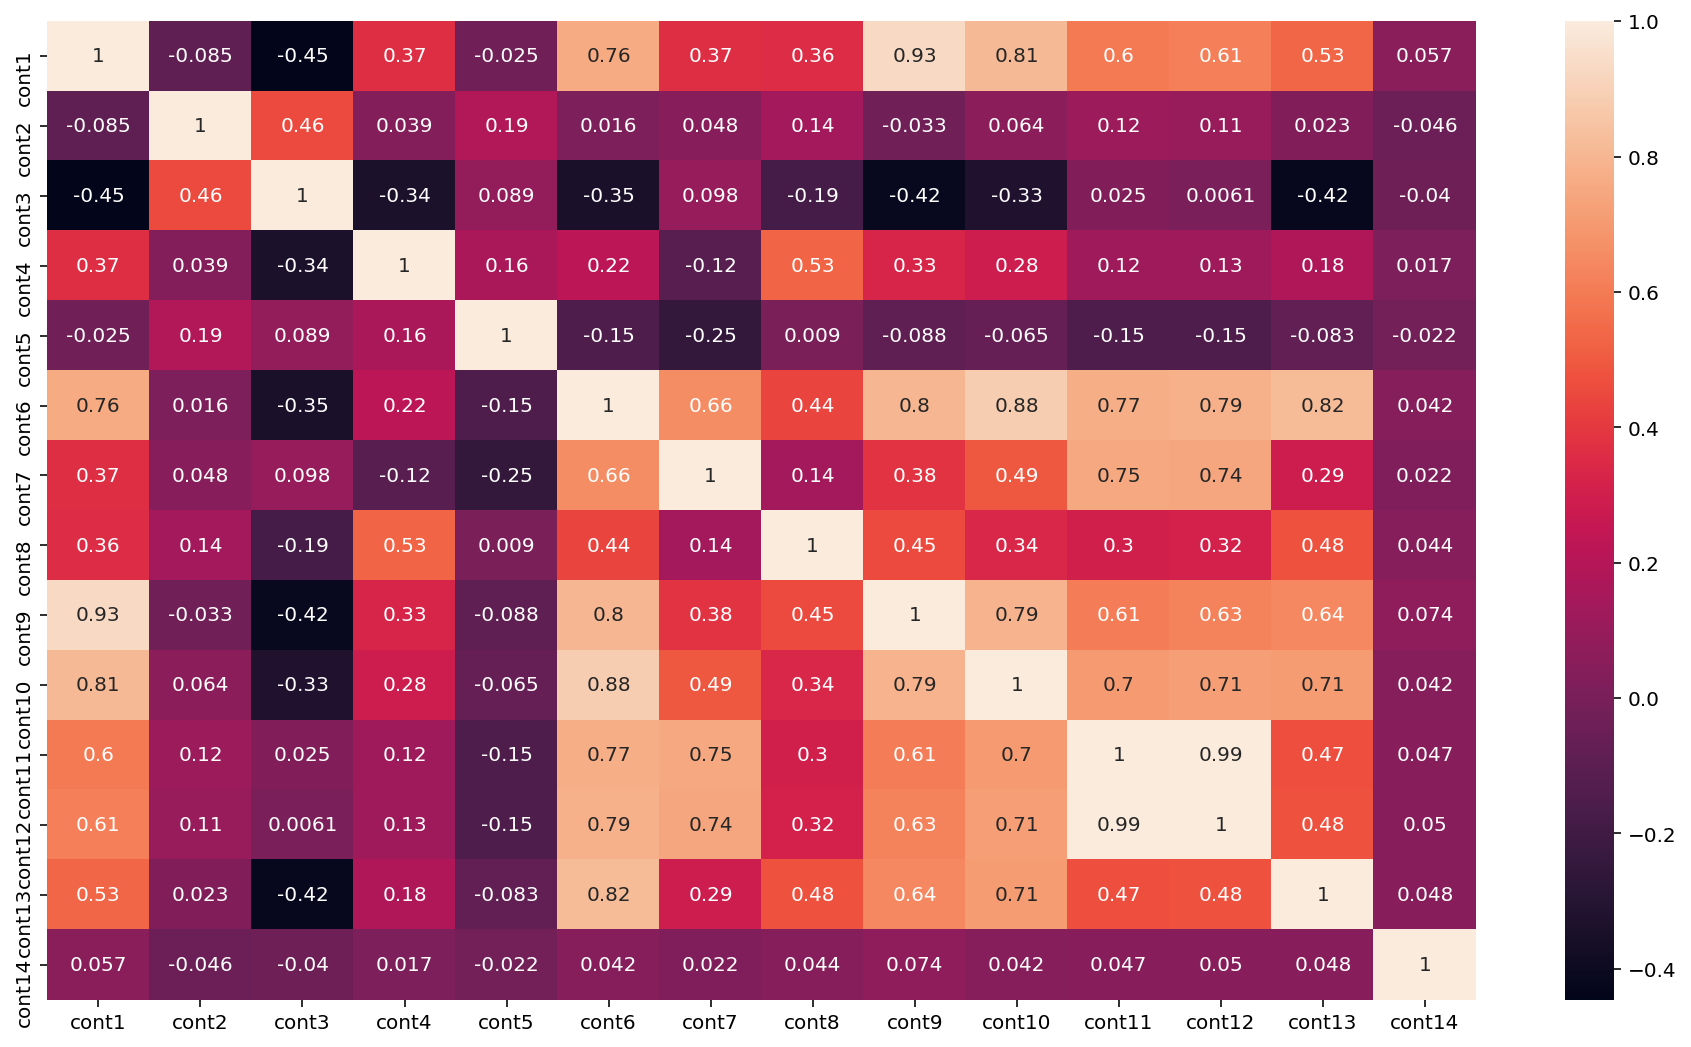 cont1 1 -0.085 -0.45 0.37 -0.025 0.76 0.37 0.36 0.93 0.81 0.6 0.61 0.53 0.057
cont2 -0.085 1 0.46 0.039 0.19 0.016 0.048 0.14 -0.033 0.064 0.12 0.11 0.023 -0.046
cont3 -0.45 0.46 1 -0.34 0.089 -0.35 0.098 -0.19 -0.42 -0.33 0.025 0.0061 -0.42 -0.04
cont4 0.37 0.039 -0.34 1 0.16 0.22 -0.12 0.53 0.33 0.28 0.12 0.13 0.18 0.017
cont5 -0.025 0.19 0.089 0.16 1 -0.15 -0.25 0.009 -0.088 -0.065 -0.15 -0.15 -0.083 -0.022
cont6 0.76 0.016 -0.35 0.22 -0.15 1 0.66 0.44 0.8 0.88 0.77 0.79 0.82 0.042
cont7 0.37 0.048 0.098 -0.12 -0.25 0.66 1 0.14 0.38 0.49 0.75 0.74 0.29 0.022
cont8 0.36 0.14 -0.19 0.53 0.009 0.44 0.14 1 0.45 0.34 0.3 0.32 0.48 0.044
cont9 0.93 -0.033 -0.42 0.33 -0.088 0.8 0.38 0.45 1 0.79 0.61 0.63 0.64 0.074
cont10 0.81 0.064 -0.33 0.28 -0.065 0.88 0.49 0.34 0.79 1 0.7 0.71 0.71 0.042
cont11 0.6 0.12 0.025 0.12 -0.15 0.77 0.75 0.3 0.61 0.7 1 0.99 0.47 0.047
cont12 0.61 0.11 0.0061 0.13 -0.15 0.79 0.74 0.32 0.63 0.71 0.99 1 0.48 0.05
cont13 0.53 0.023 -0.42 0.18 -0.083 0.82 0.29 0.48 0.64 0.71 0.47 0.48 1 0.048
cont14 0.057 -0.046 -0.04 0.017 -0.022 0.042 0.022 0.044 0.074 0.042 0.047 0.05 0.048 1
cont1 cont2 cont3 cont4 cont5 cont6 cont7 cont8 cont9 cont10 cont11 cont12 cont13 cont14
1.0
0.8
0.6
0.4
0.2
0.0
−0.2
−0.4